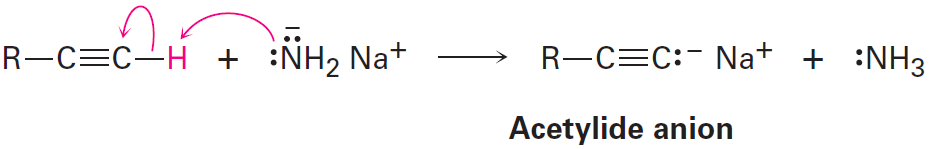 R—C≡C—H + :N̈H₂ Na⁺ ⟶ R—C≡C:⁻ Na⁺ + :NH₃
Acetylide anion